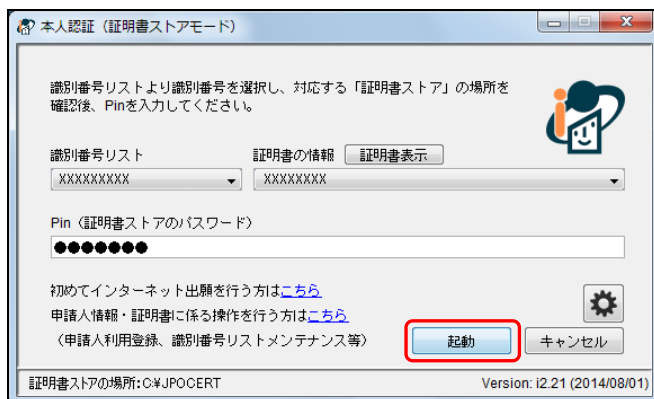 本人認証（証明書ストアモード）
識別番号リストより識別番号を選択し、対応する「証明書ストア」の場所を
確認後、Pinを入力してください。
識別番号リスト 証明書の情報 証明書表示
XXXXXXXXX XXXXXXXX
Pin（証明書ストアのパスワード）
●●●●●●●
初めてインターネット出願を行う方はこちら
申請人情報・証明書に係る操作を行う方はこちら
（申請人利用登録、識別番号リストメンテナンス等） 起動 キャンセル
証明書ストアの場所:C:¥JPOCERT Version: i2.21 (2014/08/01)